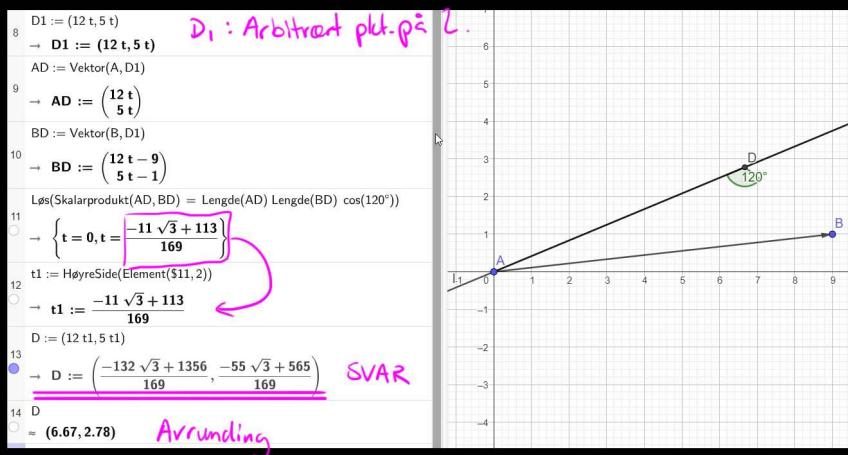 8
D1 := (12 t, 5 t)
→ D1 := (12 t, 5 t)
D₁ : Arbitrært pkt. på l.
9
AD := Vektor(A, D1)
→ AD := (12 t
5 t)
10
BD := Vektor(B, D1)
→ BD := (12 t − 9
5 t − 1)
11
Løs(Skalarprodukt(AD, BD) = Lengde(AD) Lengde(BD) cos(120°))
→ {t = 0, t = (−11 √3 + 113)/169}
12
t1 := HøyreSide(Element($11, 2))
→ t1 := (−11 √3 + 113)/169
13
D := (12 t1, 5 t1)
→ D := ((−132 √3 + 1356)/169, (−55 √3 + 565)/169)
SVAR
14
D
≈ (6.67, 2.78)
Avrunding
6
5
4
3
2
1
−1
−2
−3
−4
−1 0 1 2 3 4 5 6 7 8 9
D
120°
B
A